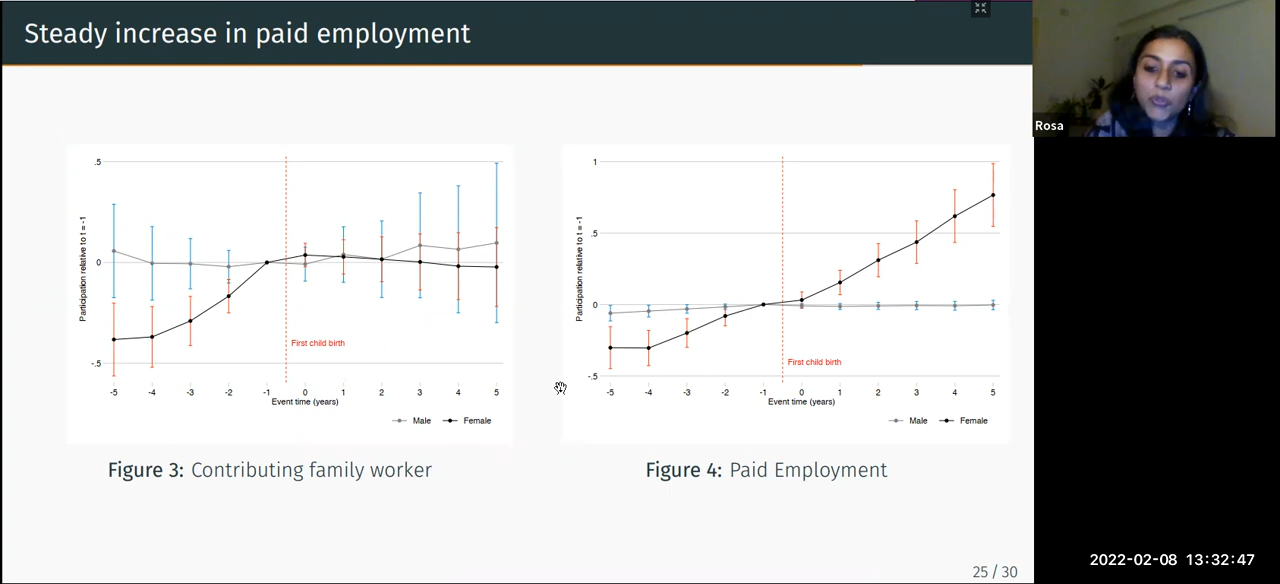 Steady increase in paid employment
Rosa
.5
0
-.5
Participation relative to t = -1
First child birth
-5 -4 -3 -2 -1 0 1 2 3 4 5
Event time (years)
Male Female
Figure 3: Contributing family worker
1
.5
0
-.5
Participation relative to t = -1
First child birth
-5 -4 -3 -2 -1 0 1 2 3 4 5
Event time (years)
Male Female
Figure 4: Paid Employment
25 / 30
2022-02-08 13:32:47